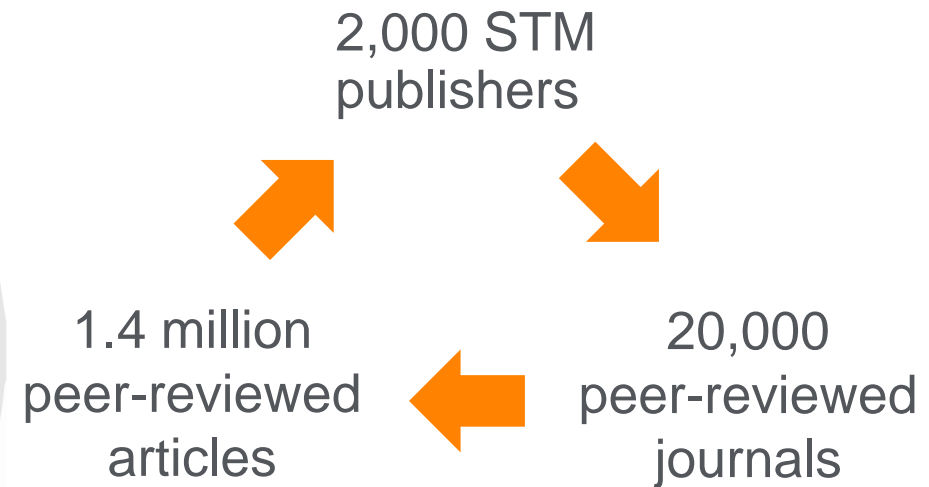 2,000 STM
publishers
1.4 million
peer-reviewed
articles
20,000
peer-reviewed
journals